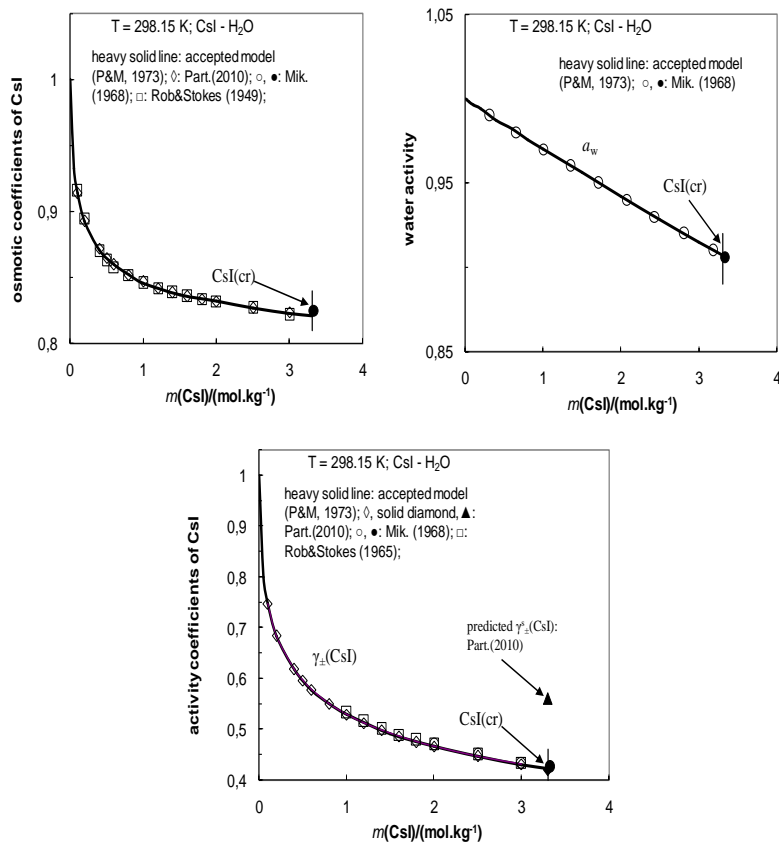 T = 298.15 K; CsI - H₂O
heavy solid line: accepted model
(P&M, 1973); ◊: Part.(2010); ○, ●: Mik.
(1968); □: Rob&Stokes (1949);
osmotic coefficients of CsI
1
0,9
0,8
CsI(cr)
0 1 2 3 4
m(CsI)/(mol.kg⁻¹)
T = 298.15 K; CsI - H₂O
heavy solid line: accepted model
(P&M, 1973); ○, ●: Mik. (1968)
water activity
1,05
0,95
0,85
a_w
CsI(cr)
0 1 2 3 4
m(CsI)/(mol.kg⁻¹)
T = 298.15 K; CsI - H₂O
heavy solid line: accepted model
(P&M, 1973); ◊, solid diamond, ▲:
Part.(2010); ○, ●: Mik. (1968); □:
Rob&Stokes (1965);
activity coefficients of CsI
1
0,9
0,8
0,7
0,6
0,5
0,4
γ±(CsI)
predicted γˢ±(CsI):
Part.(2010)
CsI(cr)
0 1 2 3 4
m(CsI)/(mol.kg⁻¹)